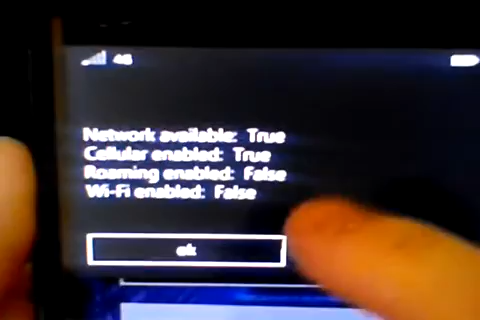 4G
Network available: True
Cellular enabled: True
Roaming enabled: False
Wi-Fi enabled: False
ok